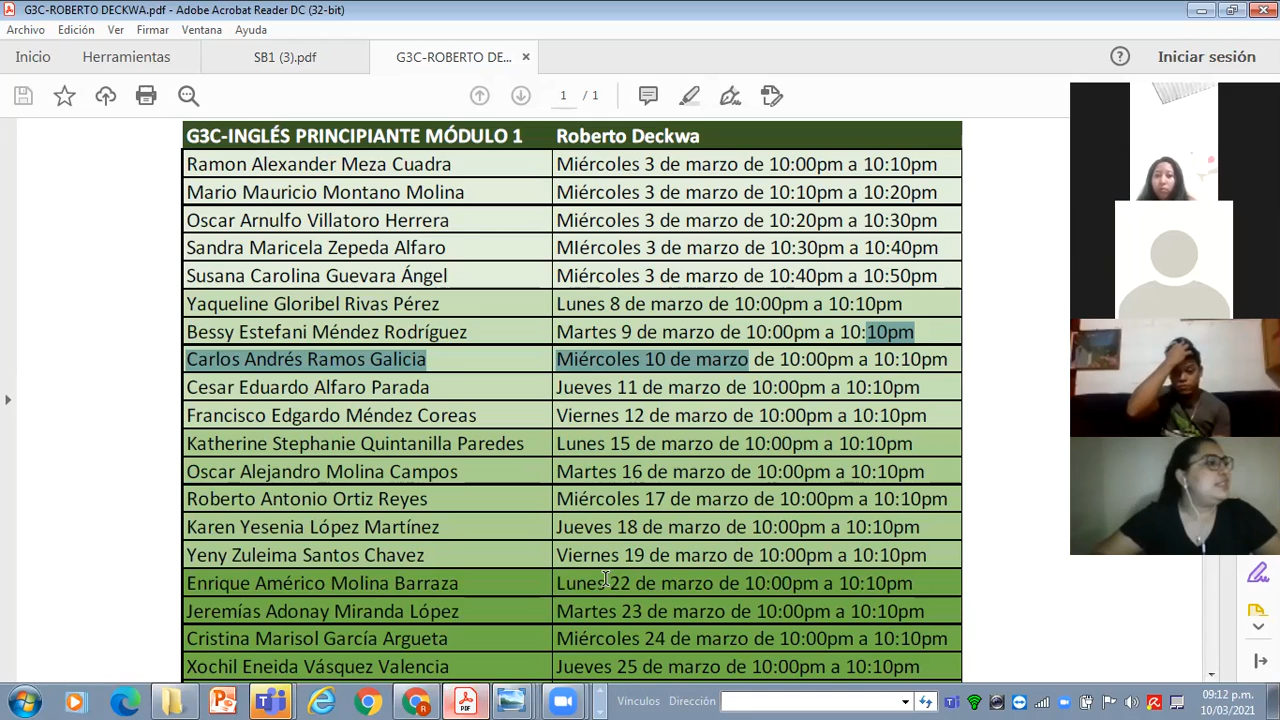 G3C-ROBERTO DECKWA.pdf - Adobe Acrobat Reader DC (32-bit)
Archivo Edición Ver Firmar Ventana Ayuda
Inicio Herramientas SB1 (3).pdf G3C-ROBERTO DE... × Iniciar sesión
1 / 1
G3C-INGLÉS PRINCIPIANTE MÓDULO 1 Roberto Deckwa
Ramon Alexander Meza Cuadra Miércoles 3 de marzo de 10:00pm a 10:10pm
Mario Mauricio Montano Molina Miércoles 3 de marzo de 10:10pm a 10:20pm
Oscar Arnulfo Villatoro Herrera Miércoles 3 de marzo de 10:20pm a 10:30pm
Sandra Maricela Zepeda Alfaro MIércoles 3 de marzo de 10:30pm a 10:40pm
Susana Carolina Guevara Ángel Miércoles 3 de marzo de 10:40pm a 10:50pm
Yaqueline Gloribel Rivas Pérez Lunes 8 de marzo de 10:00pm a 10:10pm
Bessy Estefani Méndez Rodríguez Martes 9 de marzo de 10:00pm a 10:10pm
Carlos Andrés Ramos Galicia Miércoles 10 de marzo de 10:00pm a 10:10pm
Cesar Eduardo Alfaro Parada Jueves 11 de marzo de 10:00pm a 10:10pm
Francisco Edgardo Méndez Coreas Viernes 12 de marzo de 10:00pm a 10:10pm
Katherine Stephanie Quintanilla Paredes Lunes 15 de marzo de 10:00pm a 10:10pm
Oscar Alejandro Molina Campos Martes 16 de marzo de 10:00pm a 10:10pm
Roberto Antonio Ortiz Reyes Miércoles 17 de marzo de 10:00pm a 10:10pm
Karen Yesenia López Martínez Jueves 18 de marzo de 10:00pm a 10:10pm
Yeny Zuleima Santos Chavez Viernes 19 de marzo de 10:00pm a 10:10pm
Enrique Américo Molina Barraza Lunes 22 de marzo de 10:00pm a 10:10pm
Jeremías Adonay Miranda López Martes 23 de marzo de 10:00pm a 10:10pm
Cristina Marisol García Argueta Miércoles 24 de marzo de 10:00pm a 10:10pm
Xochil Eneida Vásquez Valencia Jueves 25 de marzo de 10:00pm a 10:10pm
Vínculos Dirección 09:12 p.m.
10/03/2021